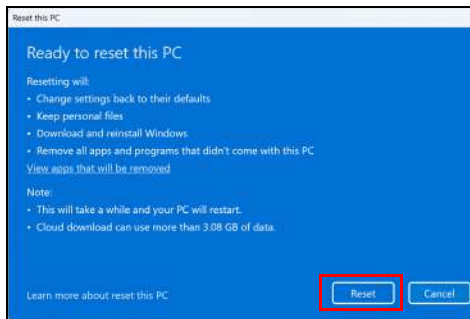 Reset this PC
Ready to reset this PC
Resetting will:
• Change settings back to their defaults
• Keep personal files
• Download and reinstall Windows
• Remove all apps and programs that didn't come with this PC
View apps that will be removed
Note:
• This will take a while and your PC will restart.
• Cloud download can use more than 3.08 GB of data.
Learn more about reset this PC
Reset
Cancel